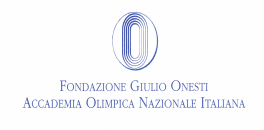 FONDAZIONE GIULIO ONESTI
ACCADEMIA OLIMPICA NAZIONALE ITALIANA